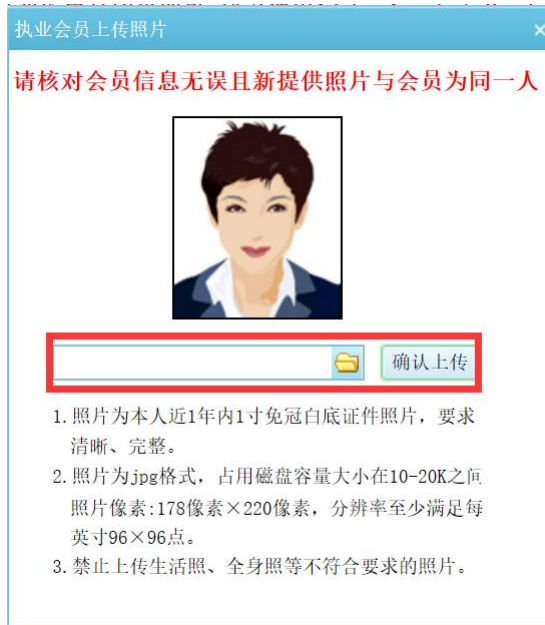 执业会员上传照片
请核对会员信息无误且新提供照片与会员为同一人
确认上传
1.照片为本人近1年内1寸免冠白底证件照片，要求
清晰、完整。
2.照片为jpg格式，占用磁盘容量大小在10-20K之间
照片像素:178像素×220像素，分辨率至少满足每
英寸96×96点。
3.禁止上传生活照、全身照等不符合要求的照片。